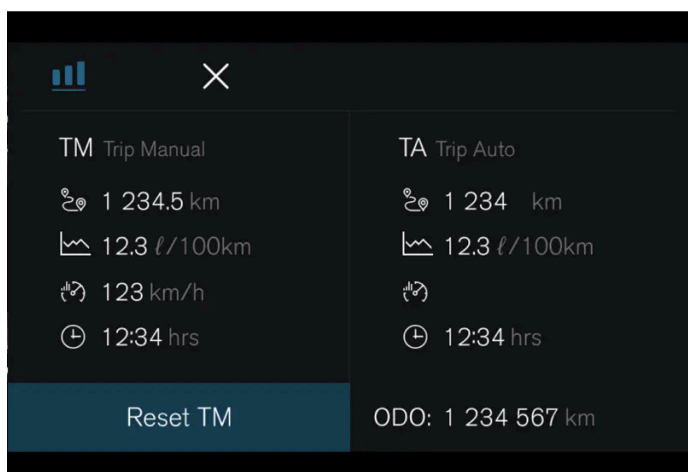 TM Trip Manual
1 234.5 km
12.3 ℓ/100km
123 km/h
12:34 hrs
Reset TM
TA Trip Auto
1 234 km
12.3 ℓ/100km
12:34 hrs
ODO: 1 234 567 km